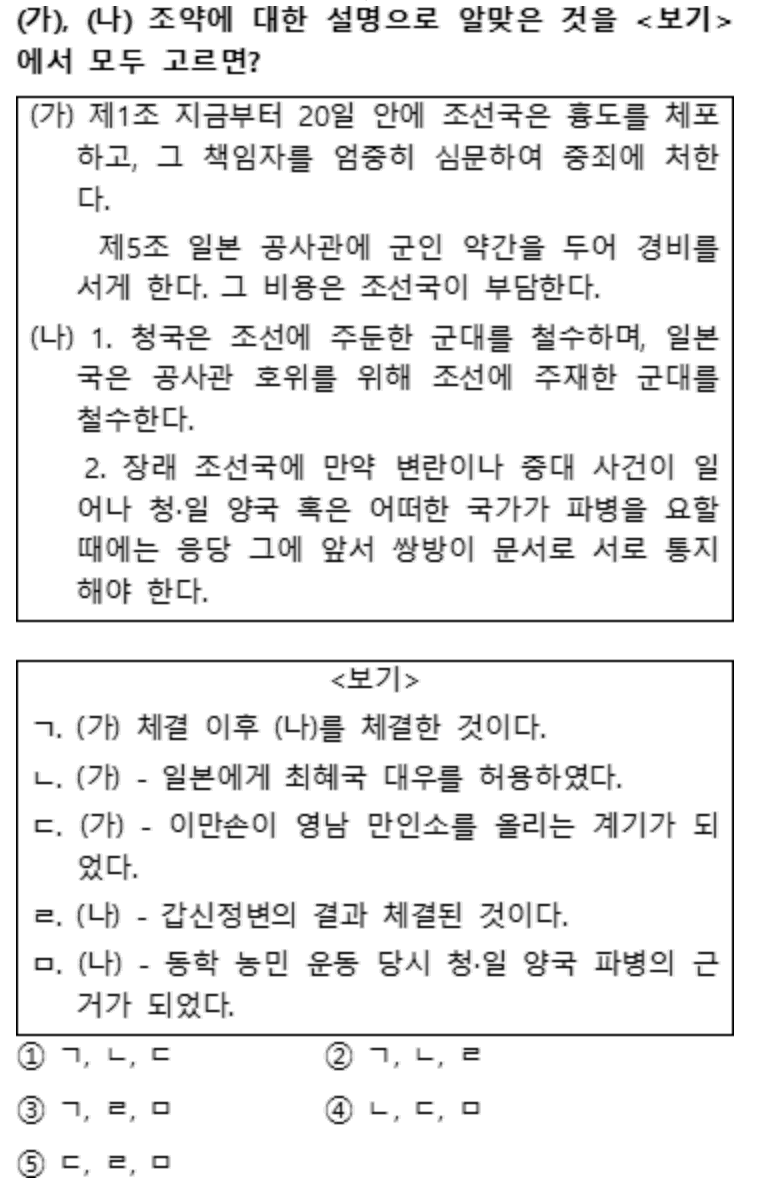 (가), (나) 조약에 대한 설명으로 알맞은 것을 <보기>
에서 모두 고르면?
(가) 제1조 지금부터 20일 안에 조선국은 흉도를 체포
하고, 그 책임자를 엄중히 심문하여 중죄에 처한
다.
제5조 일본 공사관에 군인 약간을 두어 경비를
서게 한다. 그 비용은 조선국이 부담한다.
(나) 1. 청국은 조선에 주둔한 군대를 철수하며, 일본
국은 공사관 호위를 위해 조선에 주재한 군대를
철수한다.
2. 장래 조선국에 만약 변란이나 중대 사건이 일
어나 청·일 양국 혹은 어떠한 국가가 파병을 요할
때에는 응당 그에 앞서 쌍방이 문서로 서로 통지
해야 한다.
<보기>
ㄱ. (가) 체결 이후 (나)를 체결한 것이다.
ㄴ. (가) - 일본에게 최혜국 대우를 허용하였다.
ㄷ. (가) - 이만손이 영남 만인소를 올리는 계기가 되
었다.
ㄹ. (나) - 갑신정변의 결과 체결된 것이다.
ㅁ. (나) - 동학 농민 운동 당시 청·일 양국 파병의 근
거가 되었다.
① ㄱ, ㄴ, ㄷ ② ㄱ, ㄴ, ㄹ
③ ㄱ, ㄹ, ㅁ ④ ㄴ, ㄷ, ㅁ
⑤ ㄷ, ㄹ, ㅁ